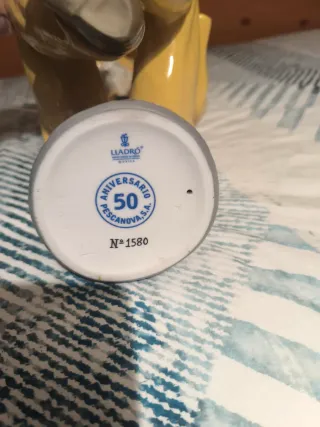 LLADRÓ
ANIVERSARIO
50
PESCANOVA, S.A.
Nº 1580